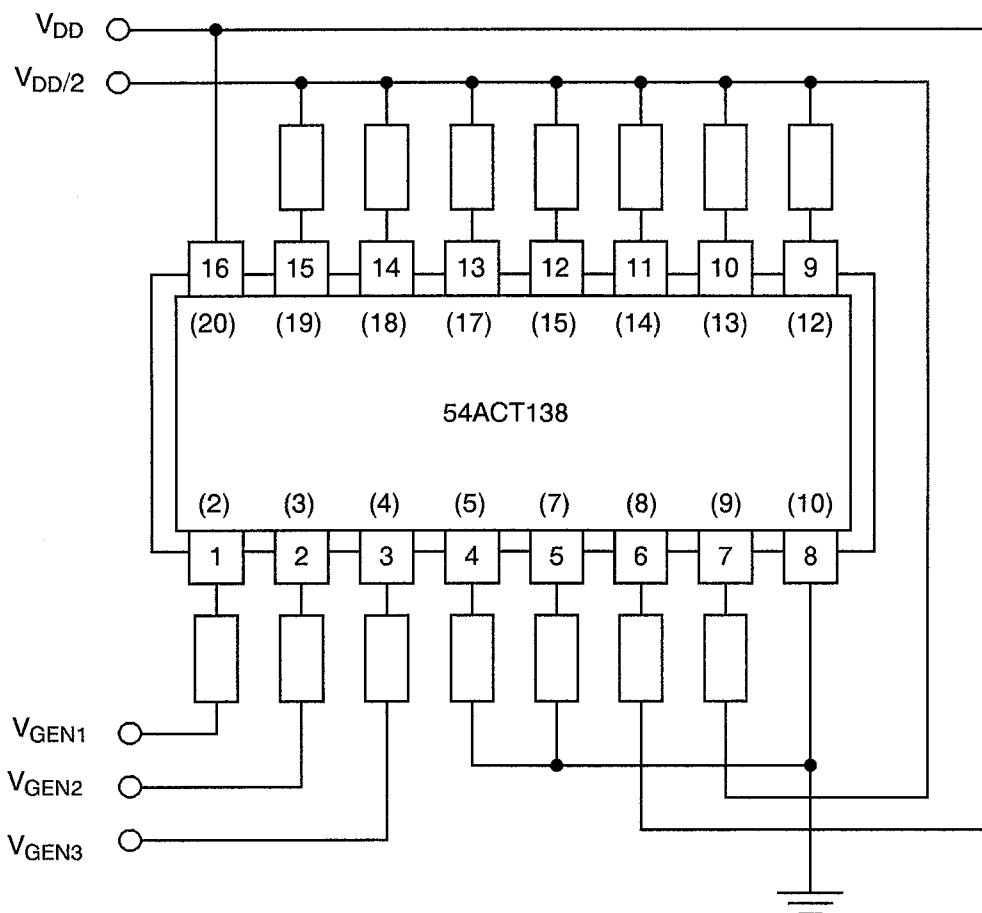 VDD
VDD/2
16 15 14 13 12 11 10 9
(20) (19) (18) (17) (15) (14) (13) (12)
54ACT138
(2) (3) (4) (5) (7) (8) (9) (10)
1 2 3 4 5 6 7 8
VGEN1
VGEN2
VGEN3